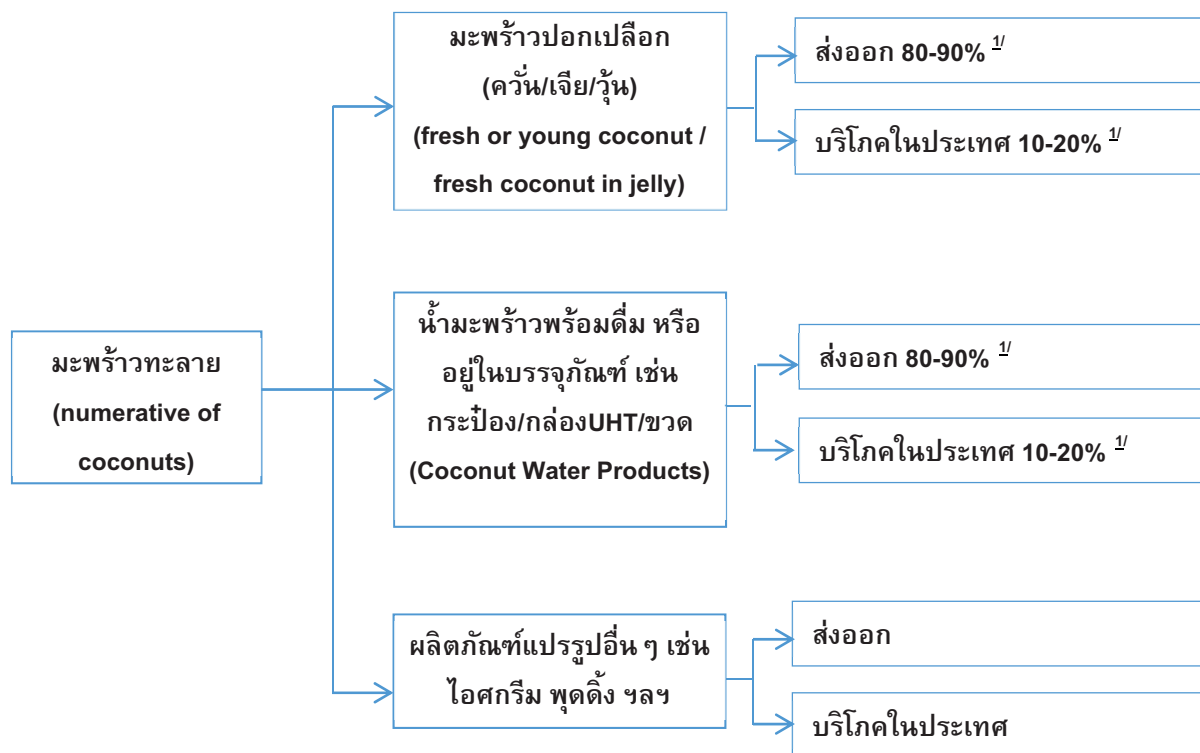 มะพร้าวทะลาย
(numerative of
coconuts)
มะพร้าวปอกเปลือก
(ควั่น/เจีย/วุ้น)
(fresh or young coconut /
fresh coconut in jelly)
ส่งออก 80-90% 1/
บริโภคในประเทศ 10-20% 1/
น้ำมะพร้าวพร้อมดื่ม หรือ
อยู่ในบรรจุภัณฑ์ เช่น
กระป๋อง/กล่องUHT/ขวด
(Coconut Water Products)
ส่งออก 80-90% 1/
บริโภคในประเทศ 10-20% 1/
ผลิตภัณฑ์แปรรูปอื่น ๆ เช่น
ไอศกรีม พุดดิ้ง ฯลฯ
ส่งออก
บริโภคในประเทศ